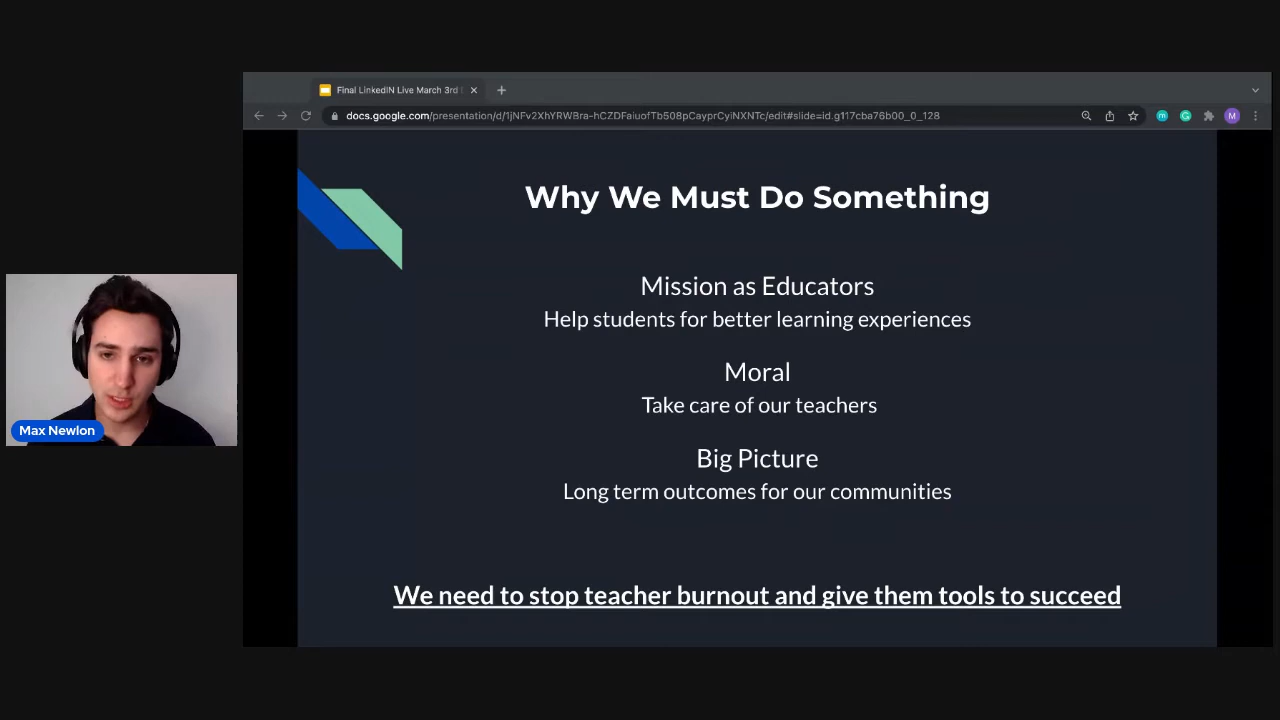 Final LinkedIN Live March 3rd
docs.google.com/presentation/d/1jNFv2XhYRWBra-hCZDFaiuofTb508pCayprCyiNXNTc/edit#slide=id.g117cba76b00_0_128
M
Why We Must Do Something
Mission as Educators
Help students for better learning experiences
Moral
Take care of our teachers
Max Newlon
Big Picture
Long term outcomes for our communities
We need to stop teacher burnout and give them tools to succeed